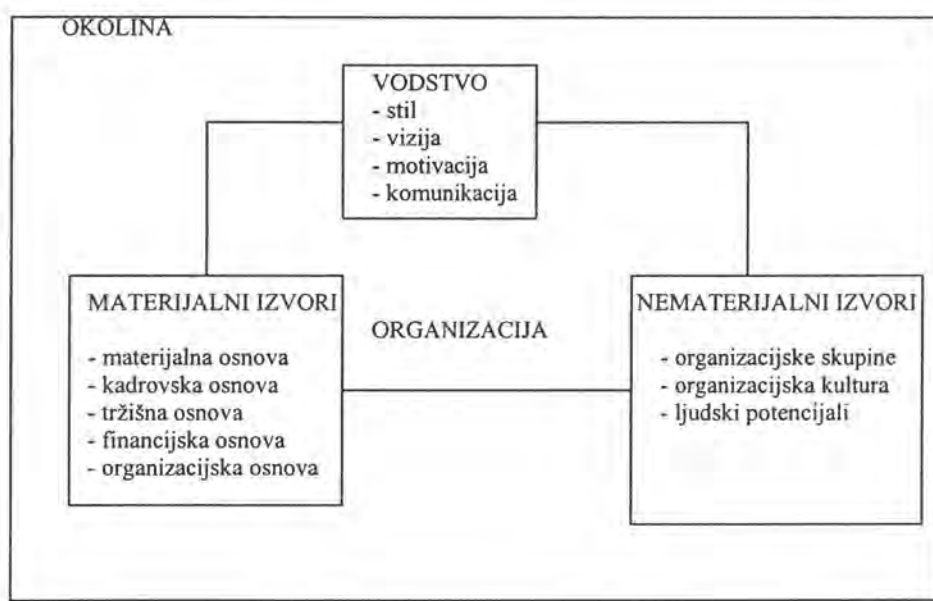 OKOLINA
VODSTVO
- stil
- vizija
- motivacija
- komunikacija
MATERIJALNI IZVORI
- materijalna osnova
- kadrovska osnova
- tržišna osnova
- financijska osnova
- organizacijska osnova
ORGANIZACIJA
NEMATERIJALNI IZVORI
- organizacijske skupine
- organizacijska kultura
- ljudski potencijali